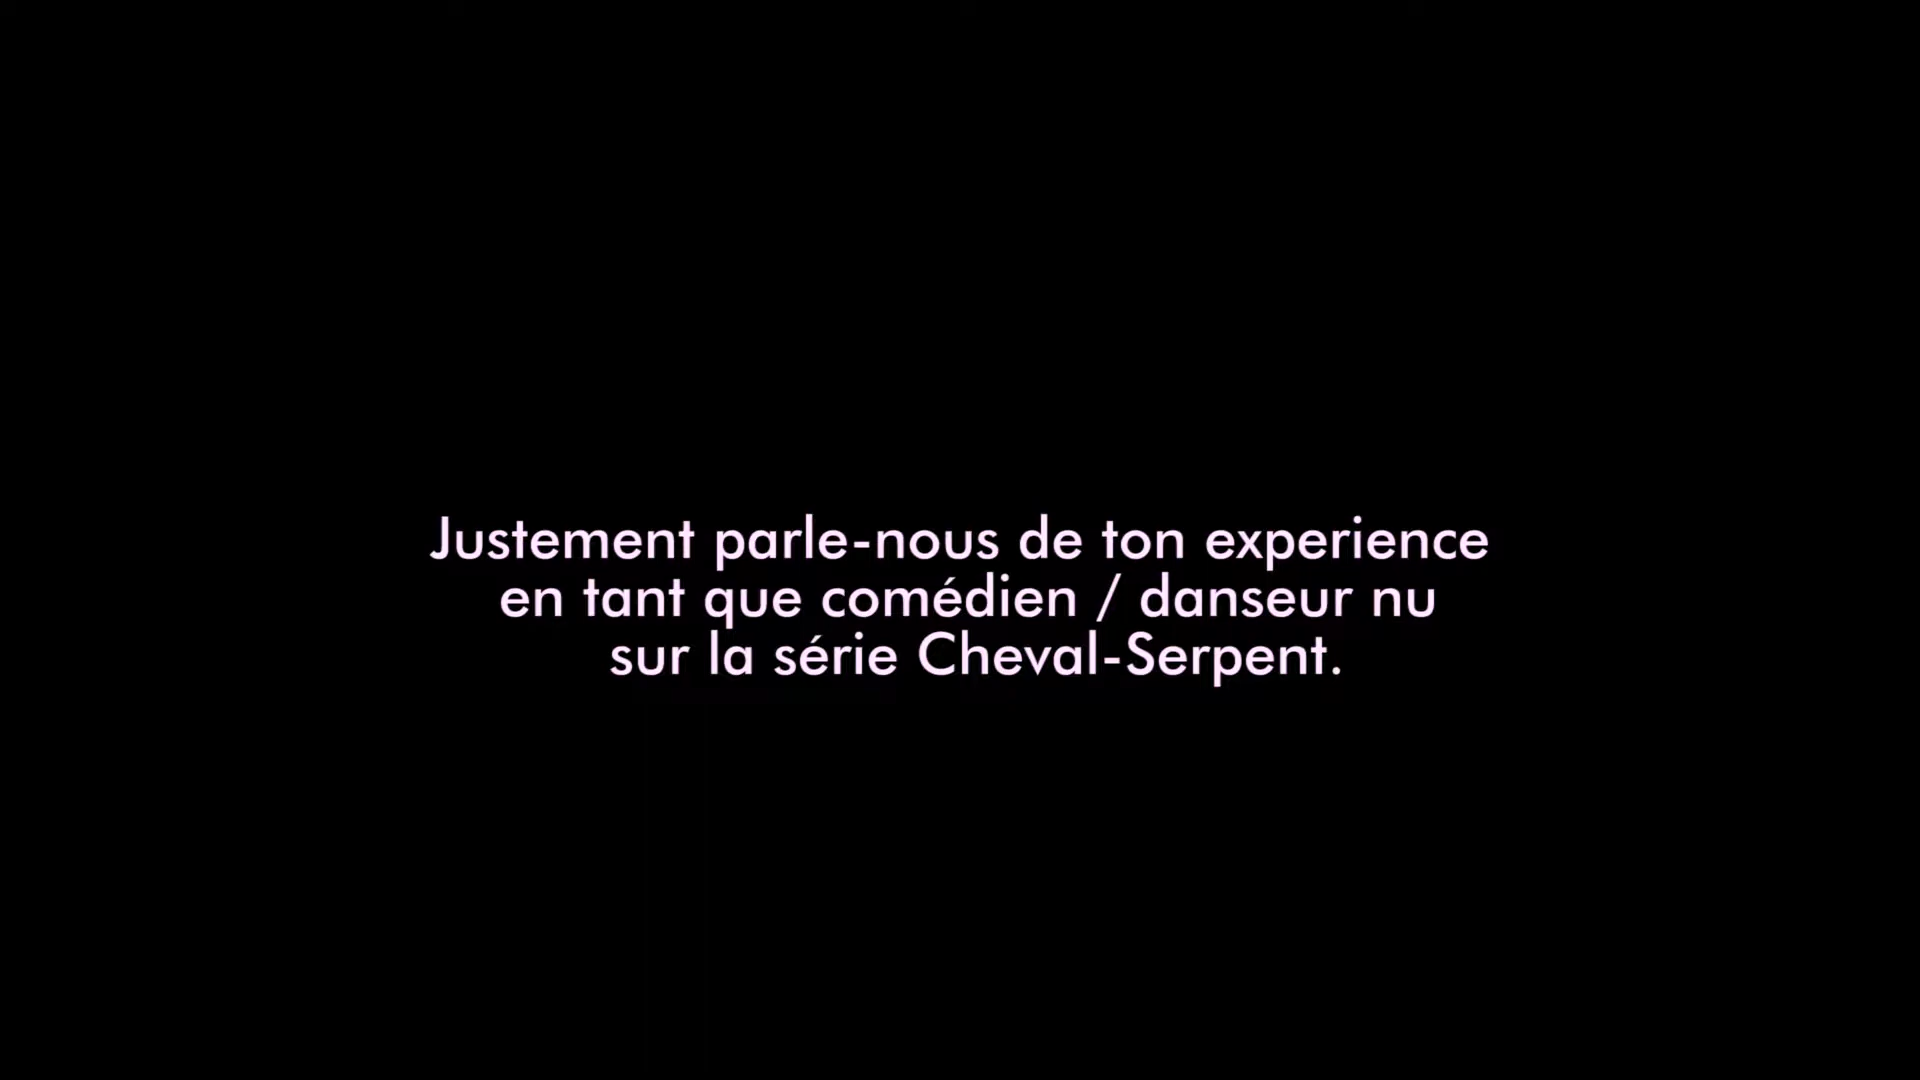 Justement parle-nous de ton experience
en tant que comédien / danseur nu
sur la série Cheval-Serpent.